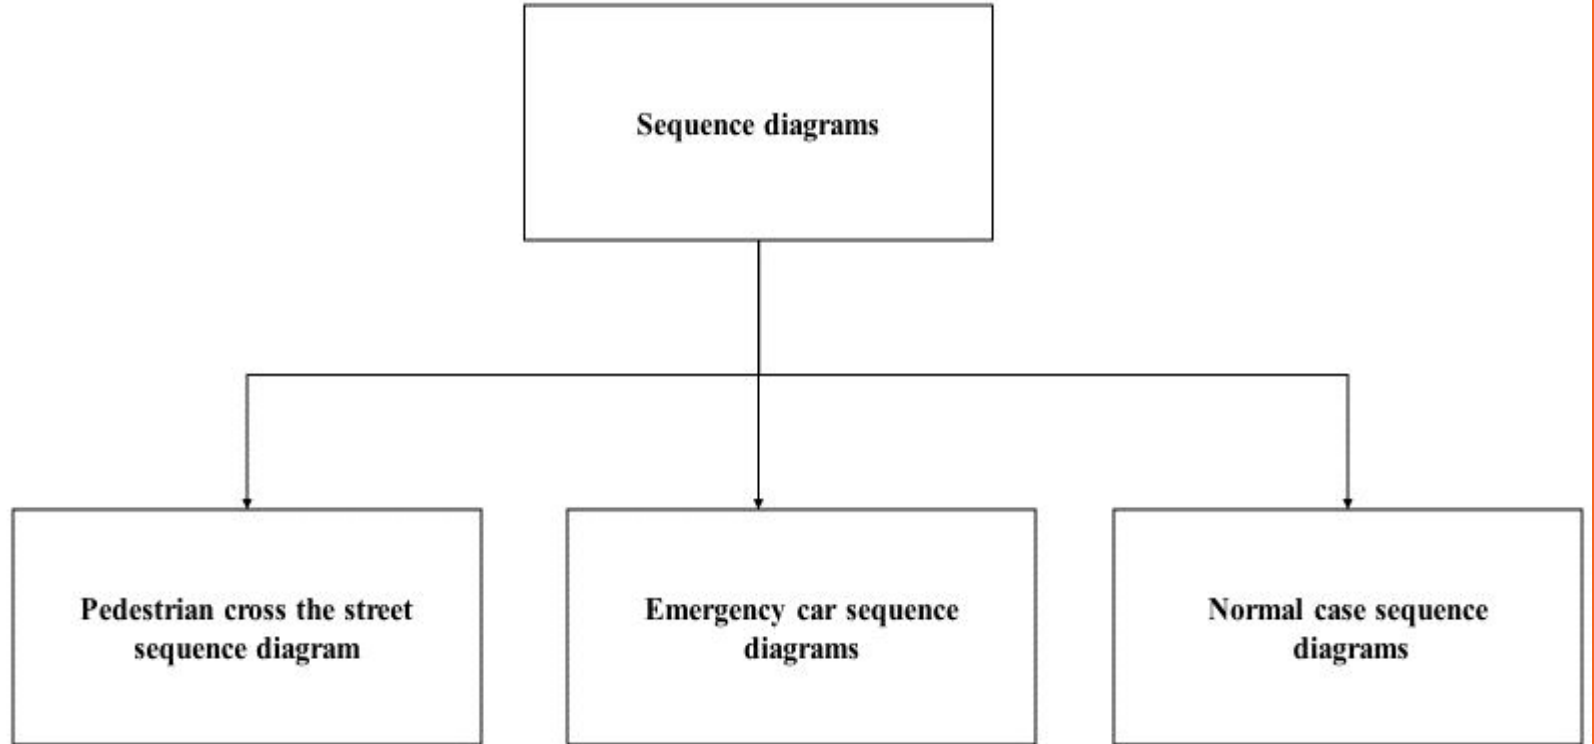 Sequence diagrams
Pedestrian cross the street
sequence diagram
Emergency car sequence
diagrams
Normal case sequence
diagrams